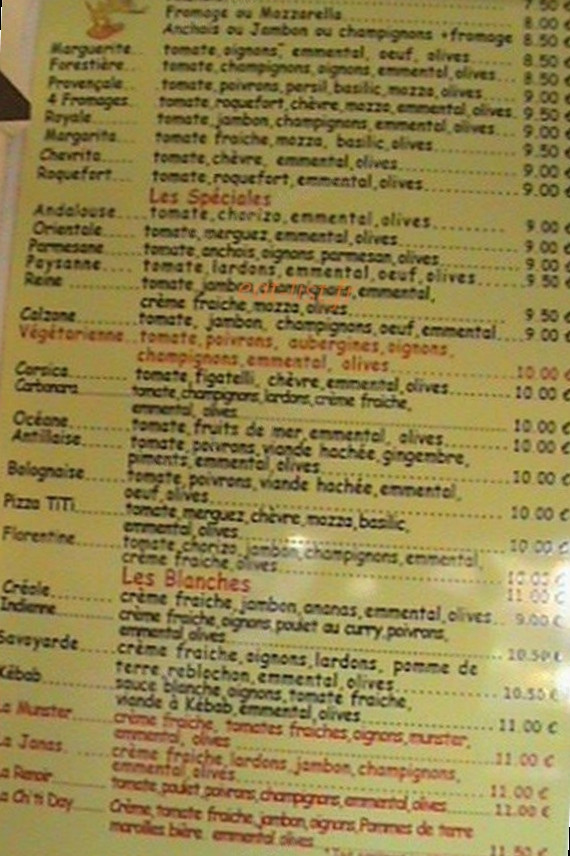 7.50
Fromage ou Mozzarella 8.00 €
Anchois ou Jambon ou champignons +fromage 8.50 €
Marguerite tomate, oignons, emmental, oeuf, olives 8.50 €
Forestière tomate, champignons, oignons, emmental, olives 8.50 €
Provençale tomate, poivrons, persil, basilic, mozza, olives 9.00 €
4 Fromages tomate, roquefort, chèvre, mozza, emmental, olives 9.50 €
Royale tomate, jambon, champignons, emmental, olives 9.00 €
Margarita tomate fraiche, mozza, basilic, olives 9.50 €
Chevrita tomate, chèvre, emmental, olives 9.00 €
Roquefort tomate, roquefort, emmental, olives 9.00 €
Les Spéciales
Andalouse tomate, chorizo, emmental, olives 9.00 €
Orientale tomate, merguez, emmental, olives 9.00 €
Parmesane tomate, anchois, oignons, parmesan, olives 9.00 €
Paysanne tomate, lardons, emmental, oeuf, olives 9.50 €
Reine tomate, jambon, emmental,
crème fraiche, mozza, olives 9.50 €
Calzone tomate, jambon, champignons, oeuf, emmental 9.00 €
Végétarienne tomate, poivrons, aubergines, oignons,
champignons, emmental, olives 10.00 €
Corsica tomate, figatelli, chèvre, emmental, olives 10.00 €
Carbonara tomate, champignons, lardons, crème fraiche,
emmental, olives 10.00 €
Océane tomate, fruits de mer, emmental, olives 10.00 €
Antillaise tomate, poivrons, viande hachée, gingembre,
piments, emmental, olives 10.00 €
Bolognaise tomate, poivrons, viande hachée, emmental,
oeuf, olives 10.00 €
Pizza TiTi tomate, merguez, chèvre, mozza, basilic,
emmental, olives 10.00 €
Florentine tomate, chorizo, jambon, champignons, emmental,
crème fraiche, olives 10.00 €
Les Blanches 11.00 €
Créole crème fraiche, jambon, ananas, emmental, olives 9.00 €
Indienne crème fraiche, oignons, poulet au curry, poivrons,
emmental, olives 10.50 €
Savoyarde crème fraiche, oignons, lardons, pomme de
terre, reblochon, emmental, olives 10.50 €
Kébab sauce blanche, oignons, tomate fraiche,
viande à Kébab, emmental, olives 11.00 €
La Munster crème fraiche, tomates fraiches, oignons, munster,
emmental, olives 11.00 €
La Jonas crème fraiche, lardons, jambon, champignons,
emmental, olives 11.00 €
La Renoir tomate, poulet, poivrons, champignons, emmental, olives 11.00 €
La Ch'ti Day Crème, tomate fraiche, jambon, oignons, Pommes de terre
maroilles bière emmental olives 11.50 €